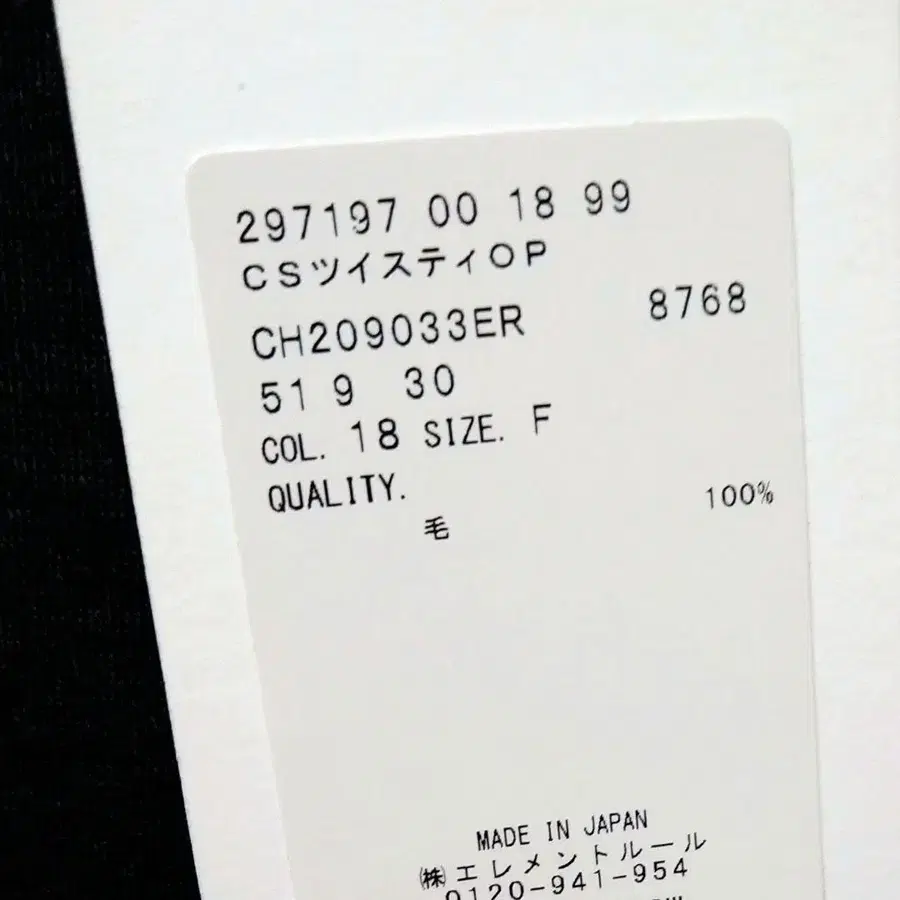 297197 00 18 99
CSツイスティOP
CH209033ER 8768
51 9 30
COL. 18 SIZE. F
QUALITY.
毛 100%
MADE IN JAPAN
㈱エレメントルール
0120-941-954